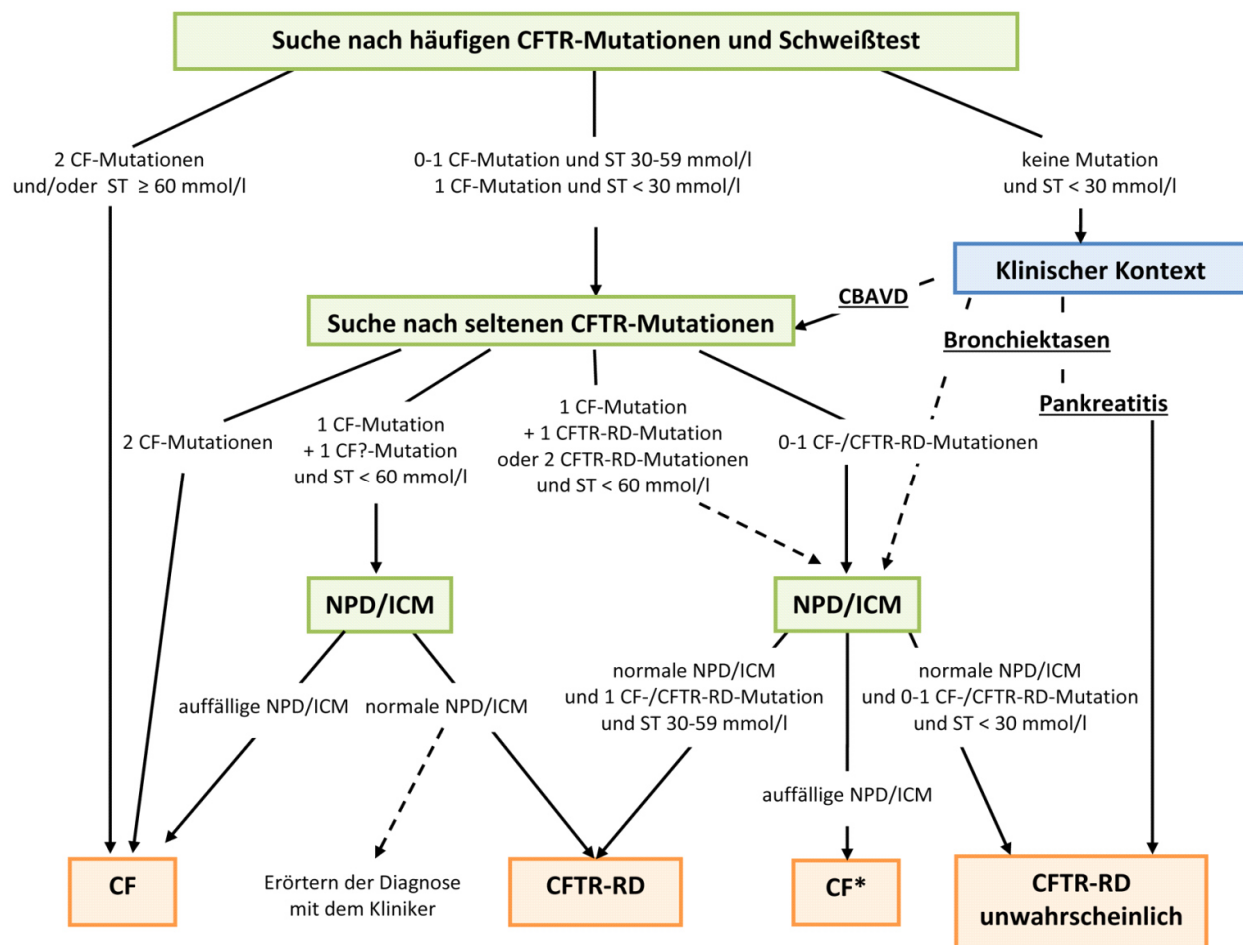 Suche nach häufigen CFTR-Mutationen und Schweißtest
2 CF-Mutationen
und/oder ST ≥ 60 mmol/l
0-1 CF-Mutation und ST 30-59 mmol/l
1 CF-Mutation und ST < 30 mmol/l
keine Mutation
und ST < 30 mmol/l
Klinischer Kontext
CBAVD
Suche nach seltenen CFTR-Mutationen
Bronchiektasen
Pankreatitis
2 CF-Mutationen
1 CF-Mutation
+ 1 CF?-Mutation
und ST < 60 mmol/l
1 CF-Mutation
+ 1 CFTR-RD-Mutation
oder 2 CFTR-RD-Mutationen
und ST < 60 mmol/l
0-1 CF-/CFTR-RD-Mutationen
NPD/ICM
NPD/ICM
auffällige NPD/ICM
normale NPD/ICM
normale NPD/ICM
und 1 CF-/CFTR-RD-Mutation
und ST 30-59 mmol/l
normale NPD/ICM
und 0-1 CF-/CFTR-RD-Mutation
und ST < 30 mmol/l
auffällige NPD/ICM
CF
Erörtern der Diagnose
mit dem Kliniker
CFTR-RD
CF*
CFTR-RD
unwahrscheinlich